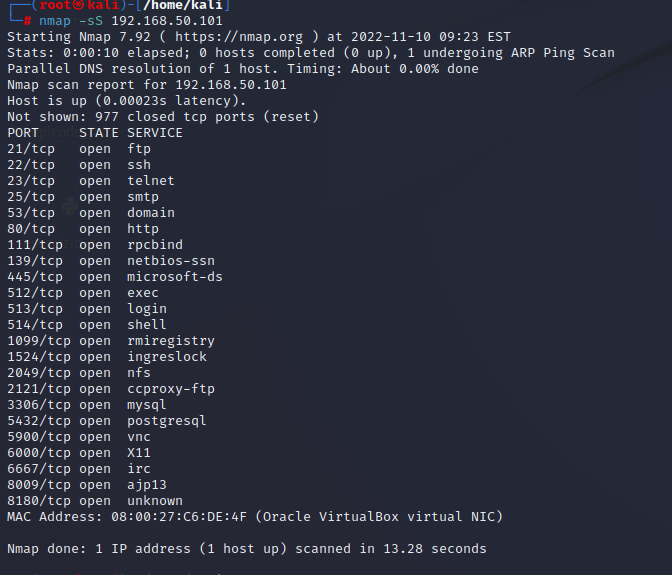 ┌──(root㉿kali)-[/home/kali]
└─# nmap -sS 192.168.50.101
Starting Nmap 7.92 ( https://nmap.org ) at 2022-11-10 09:23 EST
Stats: 0:00:10 elapsed; 0 hosts completed (0 up), 1 undergoing ARP Ping Scan
Parallel DNS resolution of 1 host. Timing: About 0.00% done
Nmap scan report for 192.168.50.101
Host is up (0.00023s latency).
Not shown: 977 closed tcp ports (reset)
PORT     STATE SERVICE
21/tcp   open  ftp
22/tcp   open  ssh
23/tcp   open  telnet
25/tcp   open  smtp
53/tcp   open  domain
80/tcp   open  http
111/tcp  open  rpcbind
139/tcp  open  netbios-ssn
445/tcp  open  microsoft-ds
512/tcp  open  exec
513/tcp  open  login
514/tcp  open  shell
1099/tcp open  rmiregistry
1524/tcp open  ingreslock
2049/tcp open  nfs
2121/tcp open  ccproxy-ftp
3306/tcp open  mysql
5432/tcp open  postgresql
5900/tcp open  vnc
6000/tcp open  X11
6667/tcp open  irc
8009/tcp open  ajp13
8180/tcp open  unknown
MAC Address: 08:00:27:C6:DE:4F (Oracle VirtualBox virtual NIC)
Nmap done: 1 IP address (1 host up) scanned in 13.28 seconds